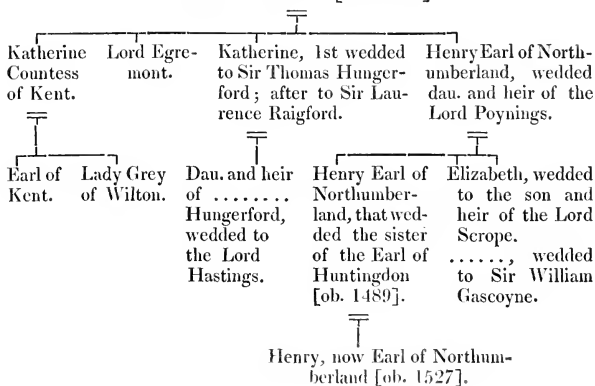 Katherine
Countess
of Kent.
Lord Egre-
mont.
Katherine, 1st wedded
to Sir Thomas Hunger-
ford; after to Sir Lau-
rence Raigford.
Henry Earl of North-
umberland, wedded
dau. and heir of the
Lord Poynings.
Earl of
Kent.
Lady Grey
of Wilton.
Dau. and heir
of ........
Hungerford,
wedded to
the Lord
Hastings.
Henry Earl of
Northumber-
land, that wed-
ded the sister
of the Earl of
Huntingdon
[ob. 1489].
Elizabeth, wedded
to the son and
heir of the Lord
Scrope.
......, wedded
to Sir William
Gascoyne.
Henry, now Earl of Northum-
berland [ob. 1527].